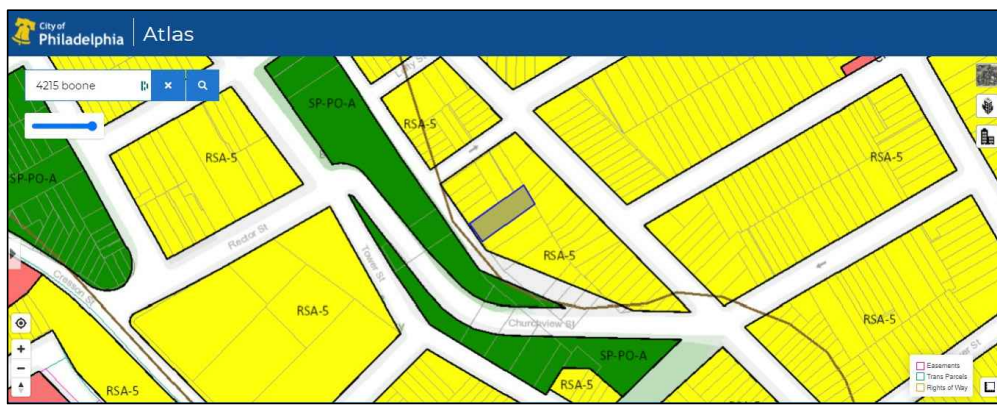 City of
Philadelphia
Atlas
4215 boone
SP-PO-A
RSA-5
RSA-5
RSA-5
SP-PO-A
RSA-5
Rector St
Tower St
RSA-5
Cresson St
RSA-5
Churchview St
RSA-5
SP-PO-A
RSA-5
RSA-5
Easements
Trans Parcels
Rights of Way